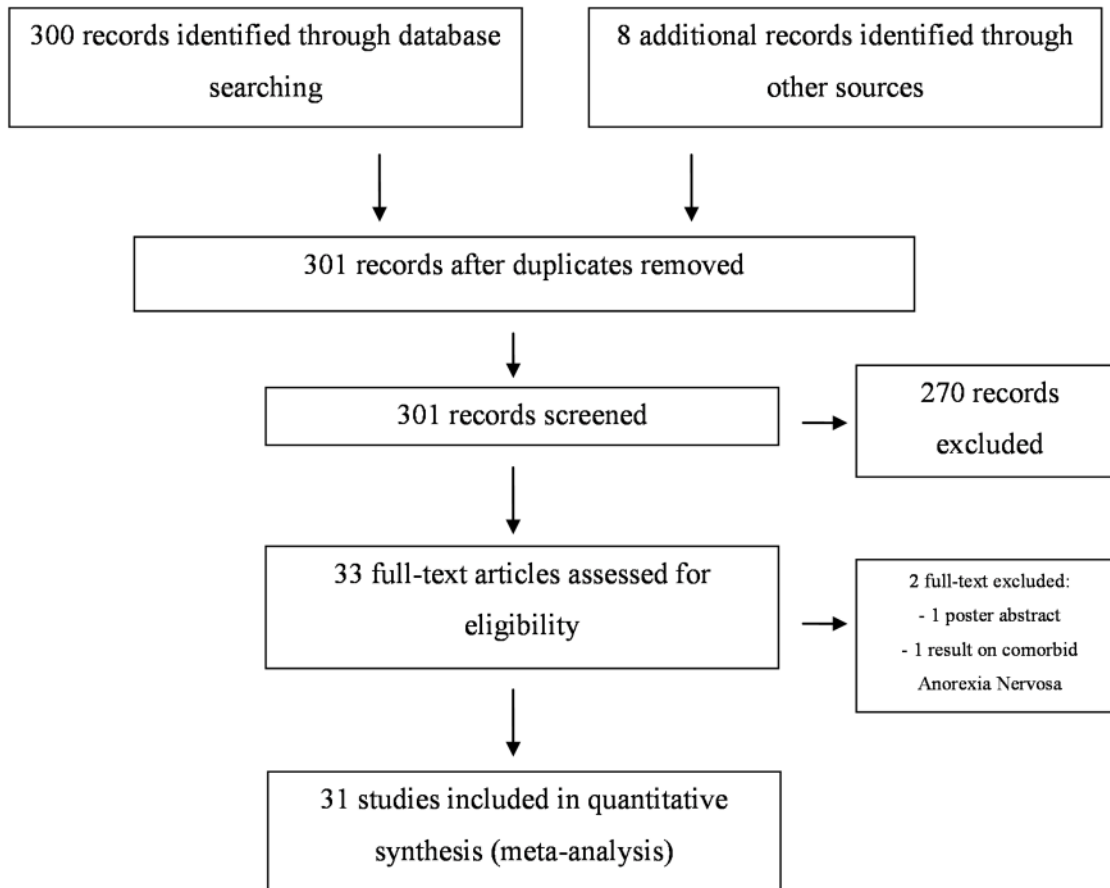 300 records identified through database
searching
8 additional records identified through
other sources
301 records after duplicates removed
301 records screened
270 records
excluded
33 full-text articles assessed for
eligibility
2 full-text excluded:
- 1 poster abstract
- 1 result on comorbid
Anorexia Nervosa
31 studies included in quantitative
synthesis (meta-analysis)